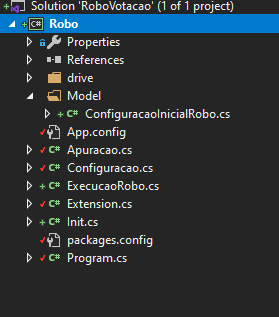 Solution 'RoboVotacao' (1 of 1 project)
C# Robo
Properties
References
drive
Model
C# ConfiguracaoInicialRobo.cs
App.config
C# Apuracao.cs
C# Configuracao.cs
C# ExecucaoRobo.cs
C# Extension.cs
C# Init.cs
packages.config
C# Program.cs